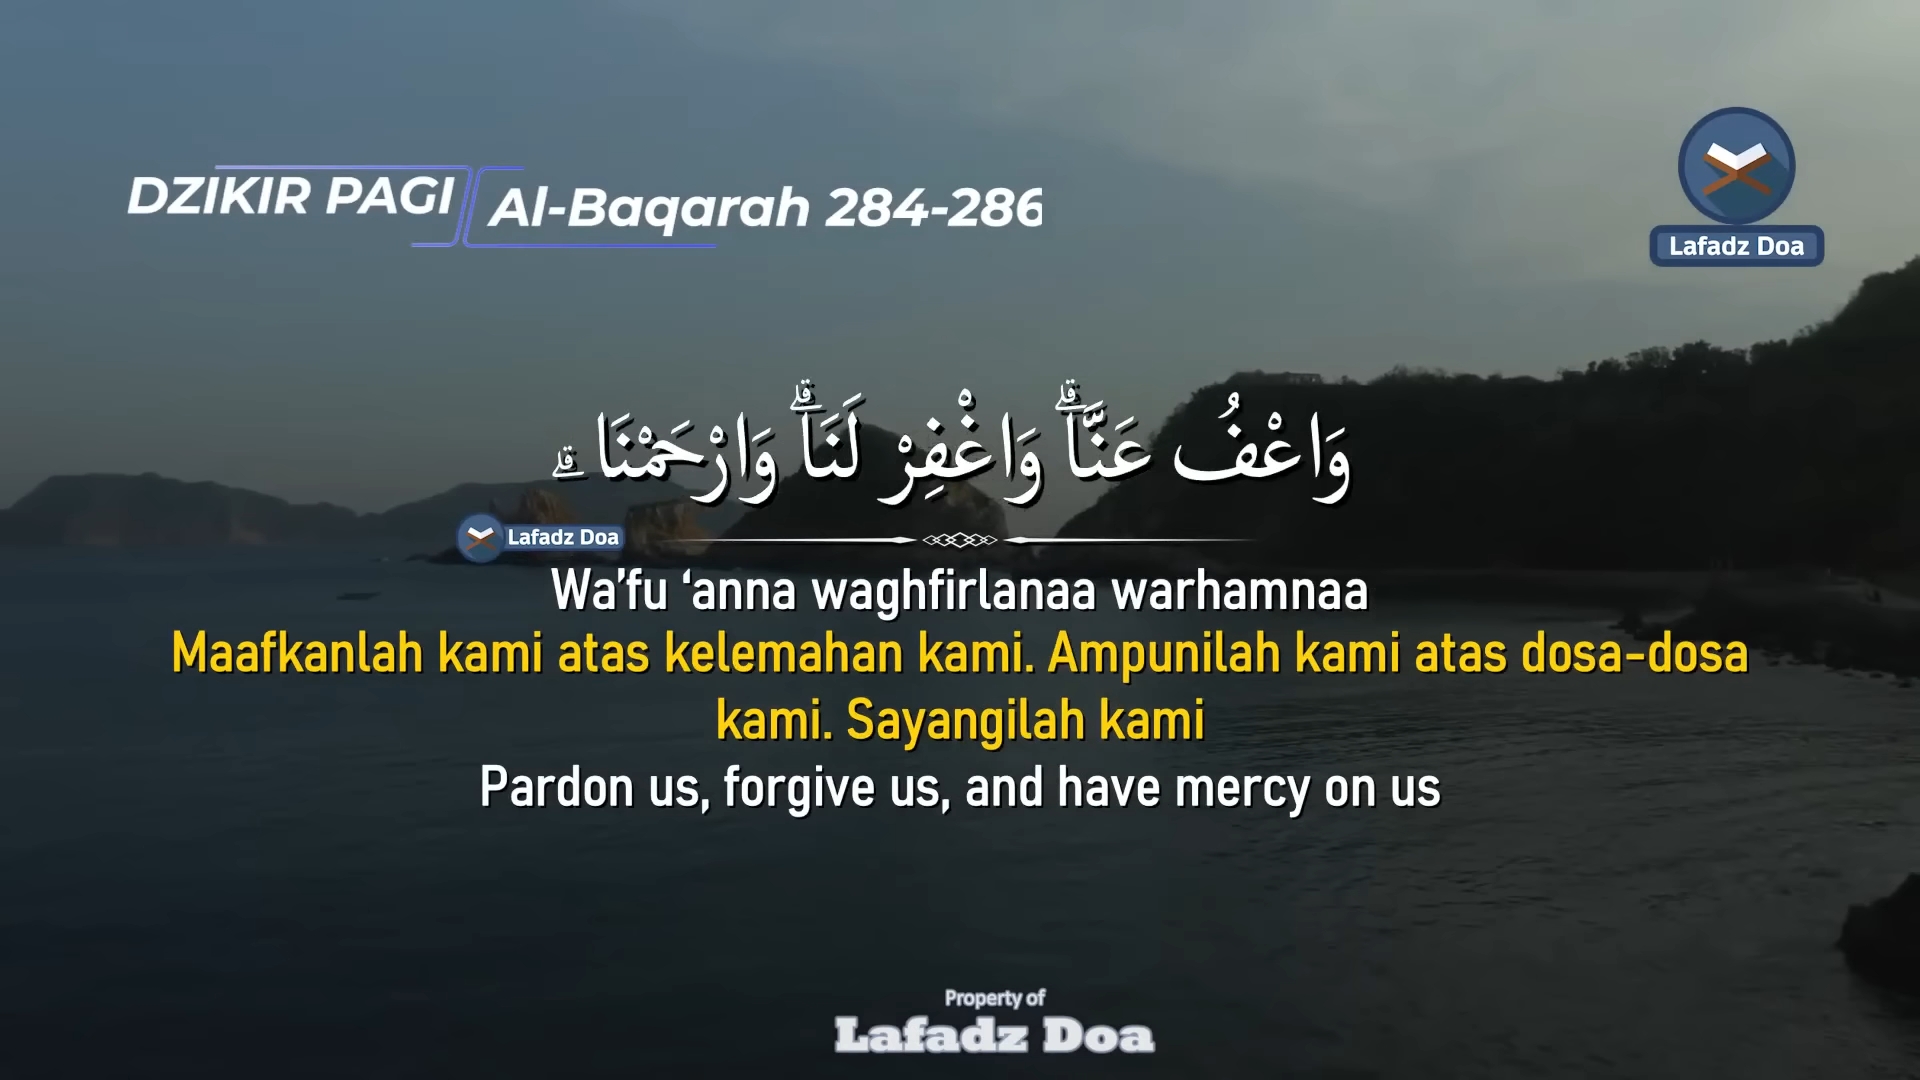 DZIKIR PAGI
Al-Baqarah 284-286
Lafadz Doa
وَاعْفُ عَنَّاۗ وَاغْفِرْ لَنَاۗ وَارْحَمْنَا ۗ
Lafadz Doa
Wa’fu ‘anna waghfirlanaa warhamnaa
Maafkanlah kami atas kelemahan kami. Ampunilah kami atas dosa-dosa
kami. Sayangilah kami
Pardon us, forgive us, and have mercy on us
Property of
Lafadz Doa